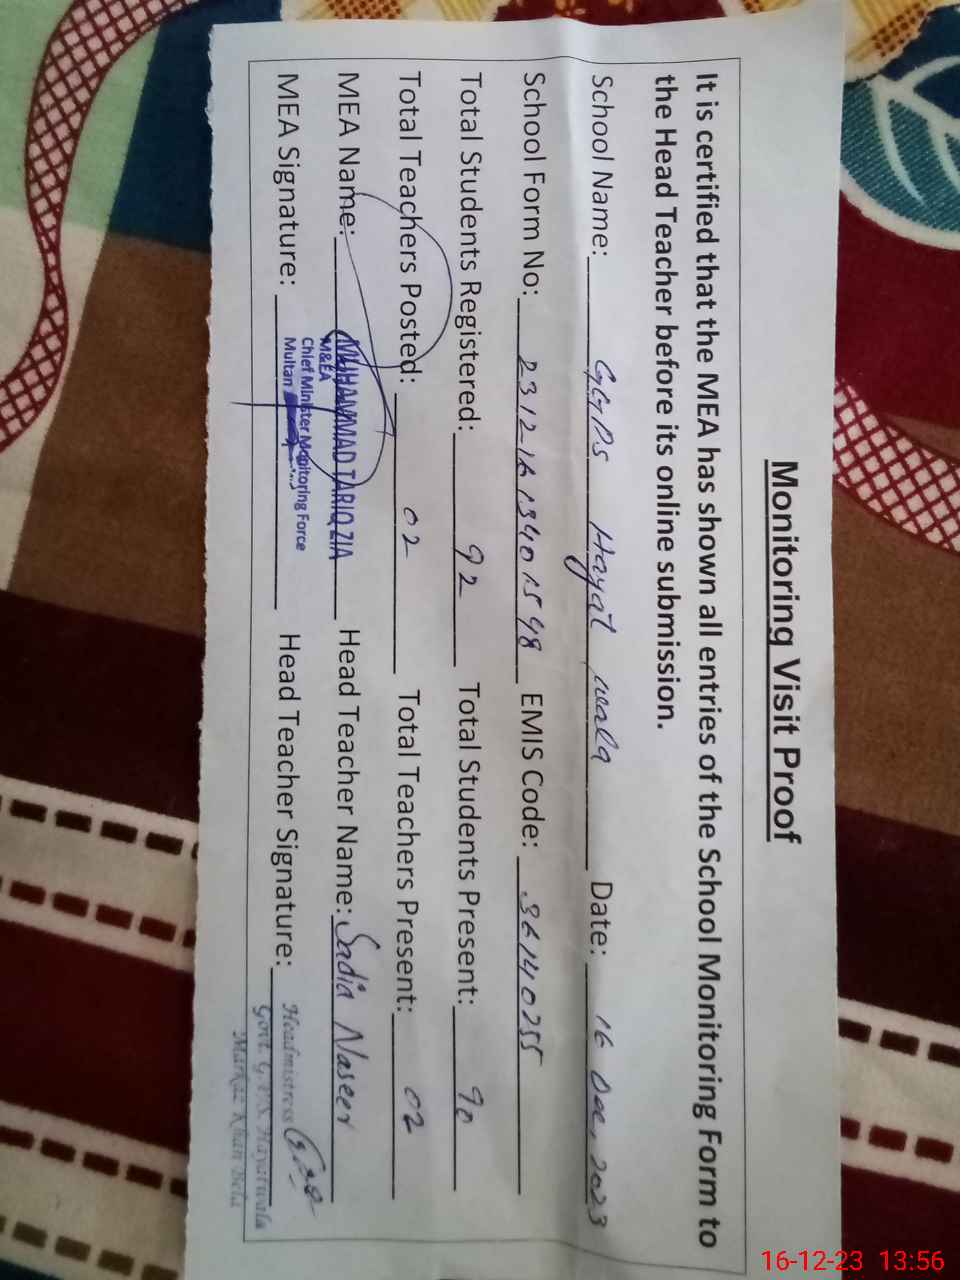 Monitoring Visit Proof
It is certified that the MEA has shown all entries of the School Monitoring Form to
the Head Teacher before its online submission.
School Name: GGPS Hayat wala Date: 16 Dec, 2023
School Form No: 23121613401598 EMIS Code: 36140255
Total Students Registered: 92 Total Students Present: 90
Total Teachers Posted: 02 Total Teachers Present: 02
MEA Name: MUHAMMAD TARIQ ZIA Head Teacher Name: Sadia Naseer
M&EA
Chief Minister Monitoring Force
Multan
MEA Signature: Head Teacher Signature:
Headmistress
Govt. G.P.S. Hayatwala
Markaz Khan Bela
16-12-23 13:56